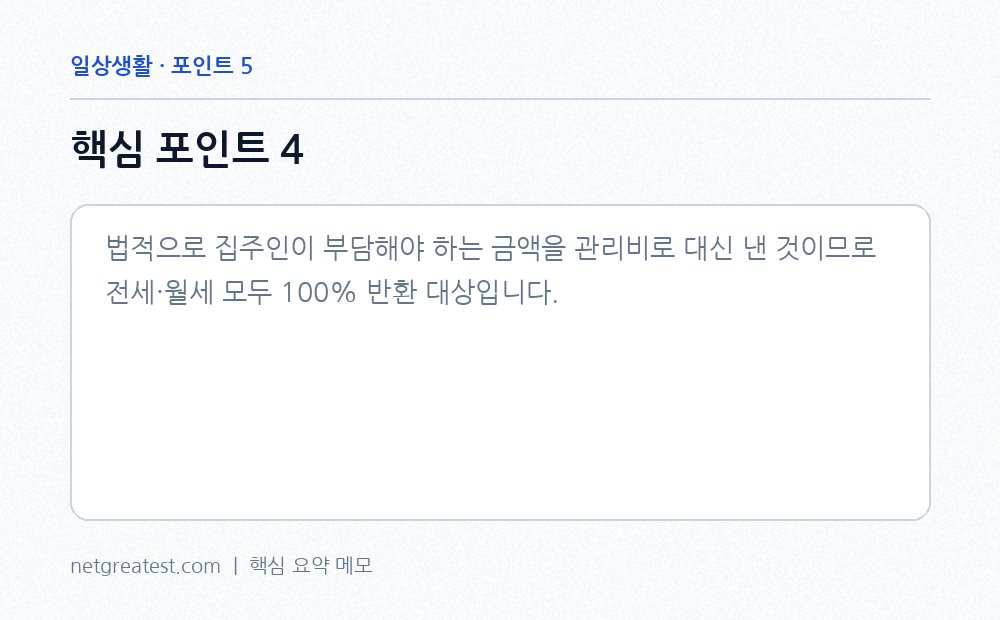 일상생활 · 포인트 5
핵심 포인트 4
법적으로 집주인이 부담해야 하는 금액을 관리비로 대신 낸 것이므로
전세·월세 모두 100% 반환 대상입니다.
netgreatest.com | 핵심 요약 메모